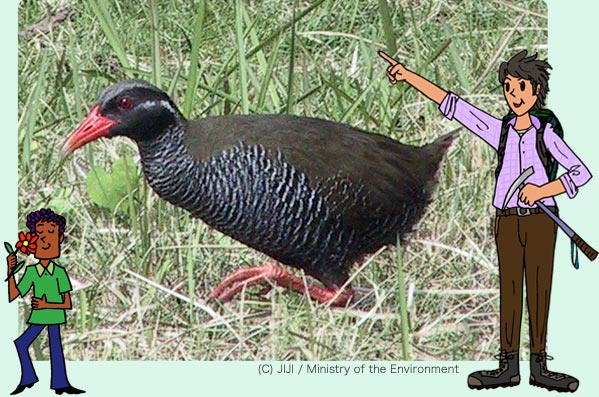 (C) JIJI / Ministry of the Environment